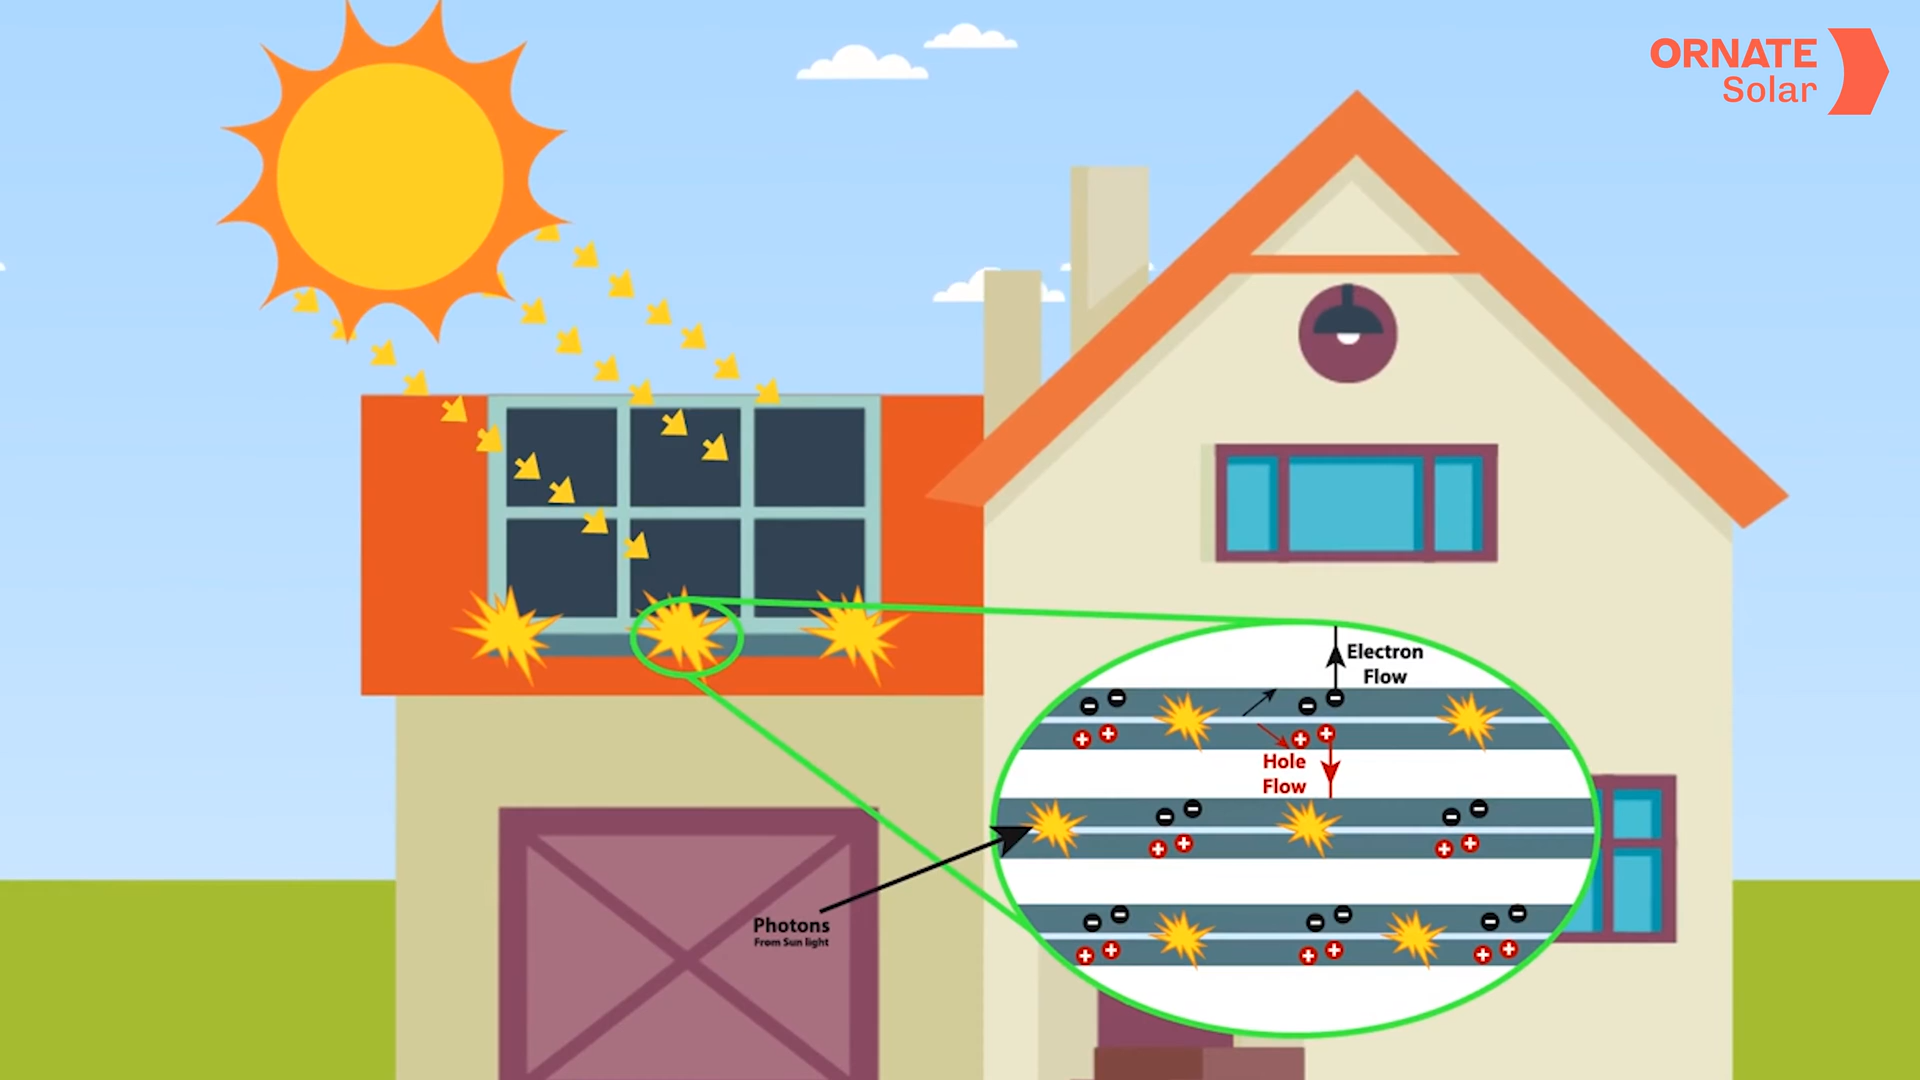 ORNATE
Solar
Electron
Flow
Hole
Flow
Photons
From Sun light